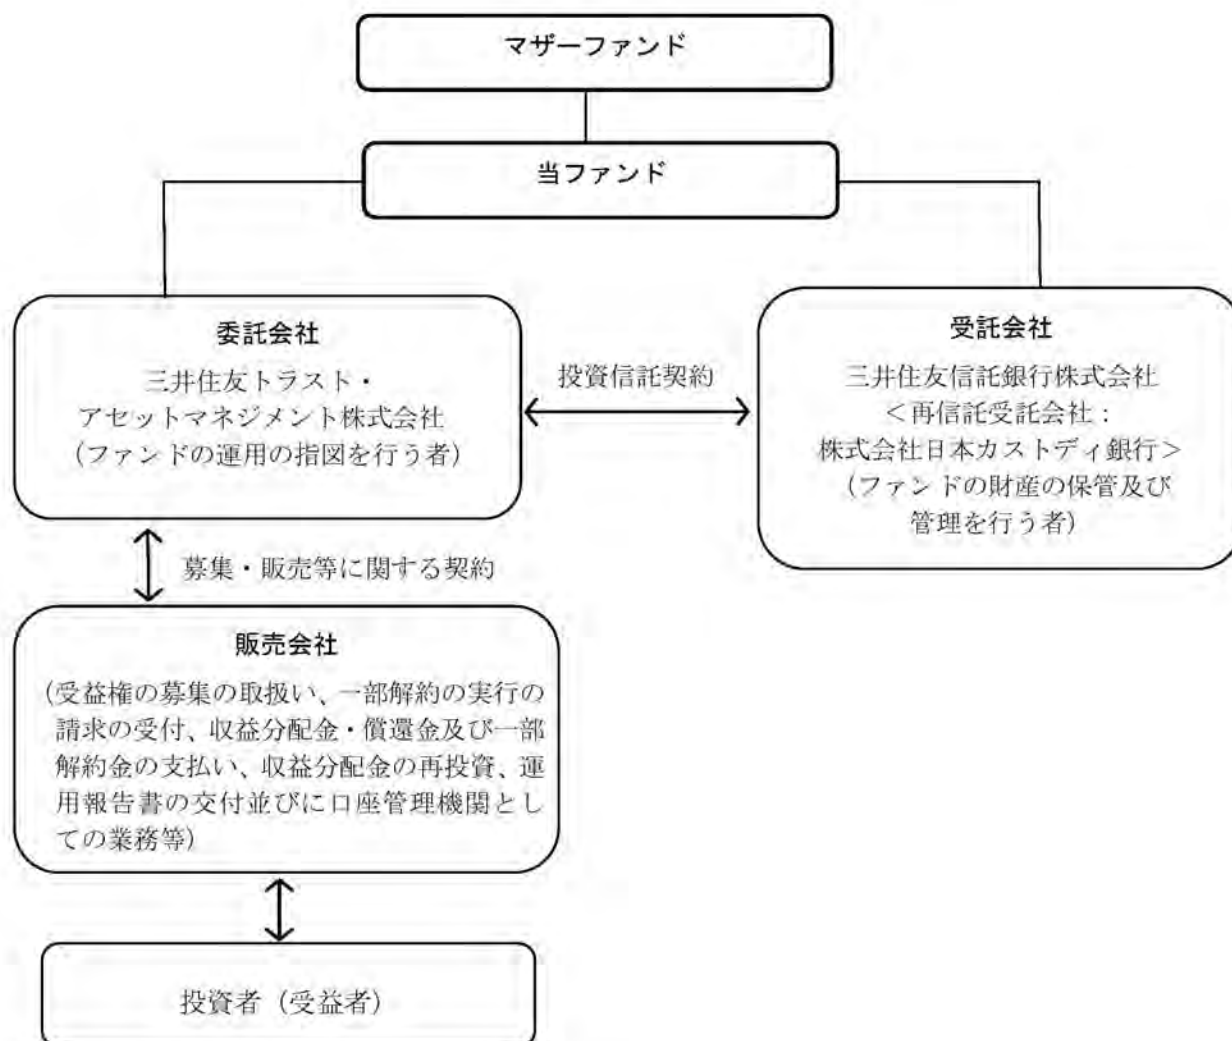 マザーファンド
当ファンド
委託会社
三井住友トラスト・
アセットマネジメント株式会社
（ファンドの運用の指図を行う者）
投資信託契約
受託会社
三井住友信託銀行株式会社
＜再信託受託会社：
株式会社日本カストディ銀行＞
（ファンドの財産の保管及び
管理を行う者）
募集・販売等に関する契約
販売会社
（受益権の募集の取扱い、一部解約の実行の
請求の受付、収益分配金・償還金及び一部
解約金の支払い、収益分配金の再投資、運
用報告書の交付並びに口座管理機関とし
ての業務等）
投資者（受益者）